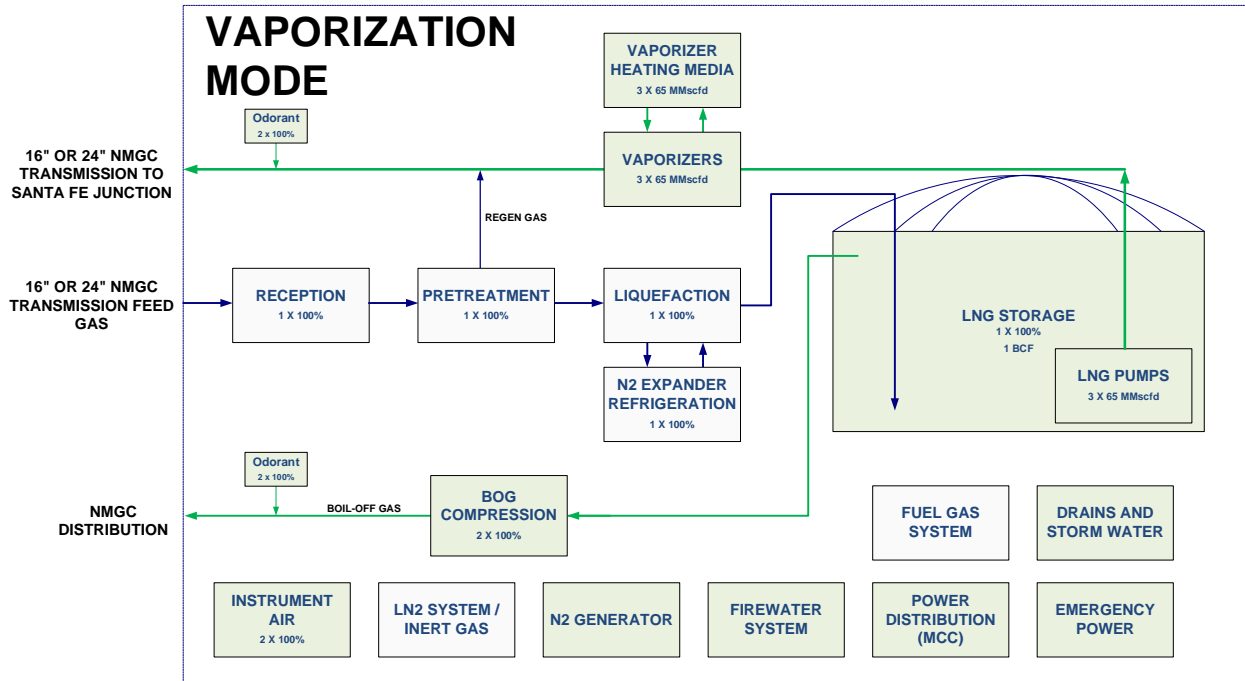 VAPORIZATION
MODE
VAPORIZER
HEATING MEDIA
3 X 65 MMscfd
Odorant
2 x 100%
16" OR 24" NMGC
TRANSMISSION TO
SANTA FE JUNCTION
VAPORIZERS
3 X 65 MMscfd
REGEN GAS
16" OR 24" NMGC
TRANSMISSION FEED
GAS
RECEPTION
1 X 100%
PRETREATMENT
1 X 100%
LIQUEFACTION
1 X 100%
LNG STORAGE
1 X 100%
1 BCF
LNG PUMPS
3 X 65 MMscfd
N2 EXPANDER
REFRIGERATION
1 X 100%
Odorant
2 x 100%
NMGC
DISTRIBUTION
BOIL-OFF GAS
BOG
COMPRESSION
2 X 100%
FUEL GAS
SYSTEM
DRAINS AND
STORM WATER
INSTRUMENT
AIR
2 X 100%
LN2 SYSTEM /
INERT GAS
N2 GENERATOR
FIREWATER
SYSTEM
POWER
DISTRIBUTION
(MCC)
EMERGENCY
POWER